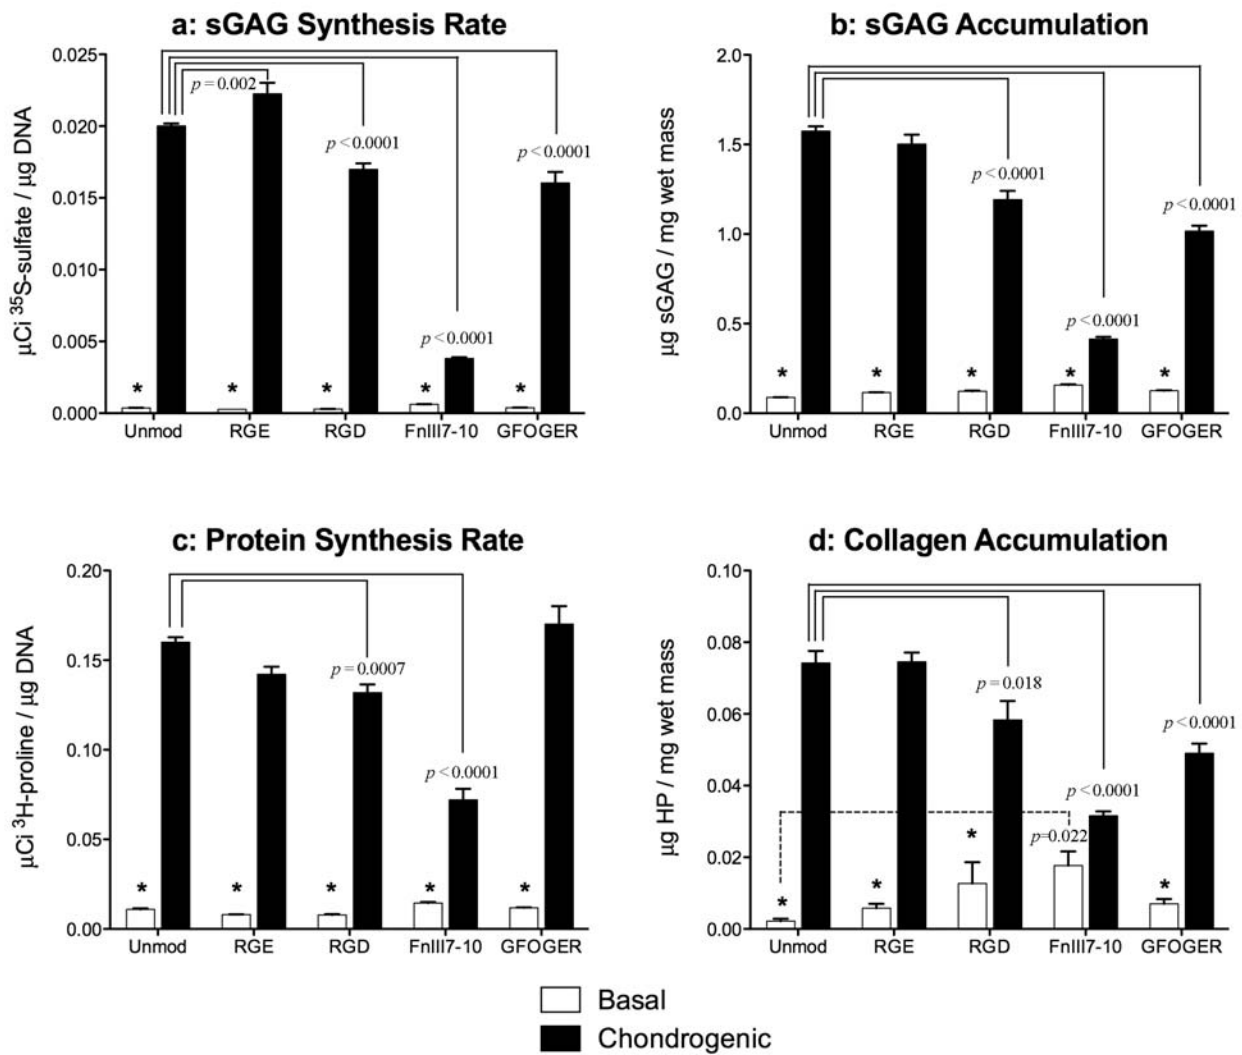 a: sGAG Synthesis Rate
µCi ³⁵S-sulfate / µg DNA
0.025
0.020
0.015
0.010
0.005
0.000
p = 0.002
p < 0.0001
p < 0.0001
p < 0.0001
* * * * *
Unmod RGE RGD FnIII7-10 GFOGER
b: sGAG Accumulation
µg sGAG / mg wet mass
2.0
1.5
1.0
0.5
0.0
p < 0.0001
p < 0.0001
p < 0.0001
* * * * *
Unmod RGE RGD FnIII7-10 GFOGER
c: Protein Synthesis Rate
µCi ³H-proline / µg DNA
0.20
0.15
0.10
0.05
0.00
p = 0.0007
p < 0.0001
* * * * *
Unmod RGE RGD FnIII7-10 GFOGER
d: Collagen Accumulation
µg HP / mg wet mass
0.10
0.08
0.06
0.04
0.02
0.00
p = 0.018
p < 0.0001
p < 0.0001
p=0.022
* * * *
Unmod RGE RGD FnIII7-10 GFOGER
Basal
Chondrogenic